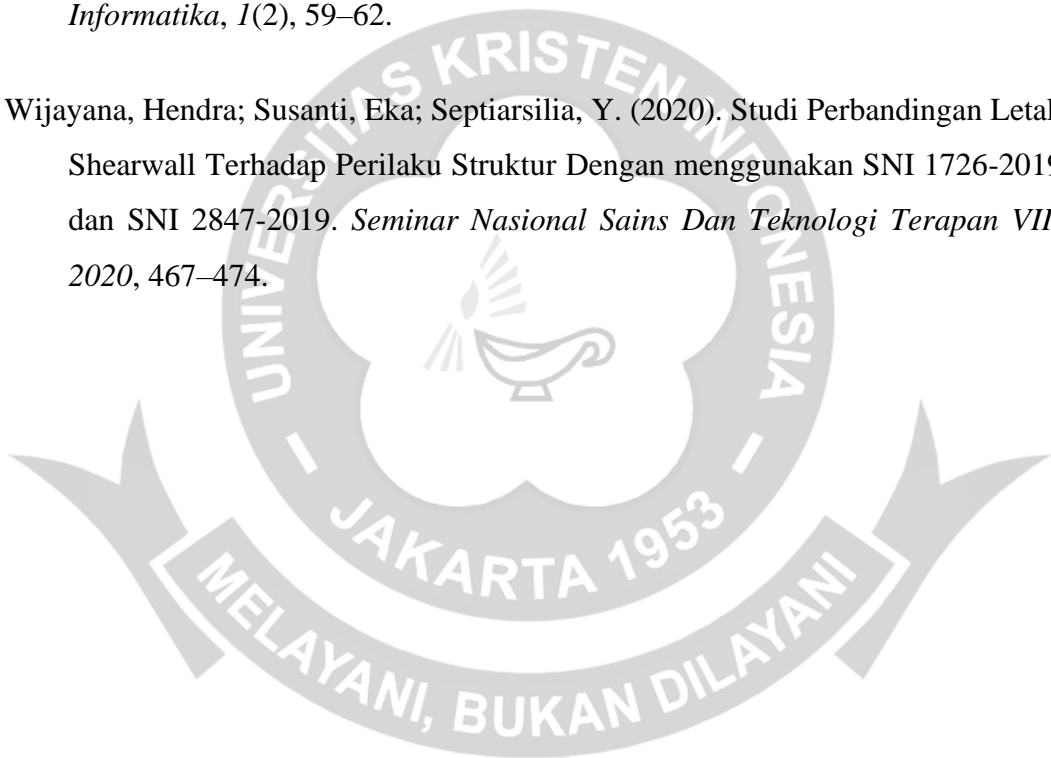 Informatika, 1(2), 59–62.
Wijayana, Hendra; Susanti, Eka; Septiarsilia, Y. (2020). Studi Perbandingan Letak
Shearwall Terhadap Perilaku Struktur Dengan menggunakan SNI 1726-2019
dan SNI 2847-2019. Seminar Nasional Sains Dan Teknologi Terapan VII
2020, 467–474.
UNIVERSITAS KRISTEN INDONESIA
JAKARTA 1953
MELAYANI, BUKAN DILAYANI